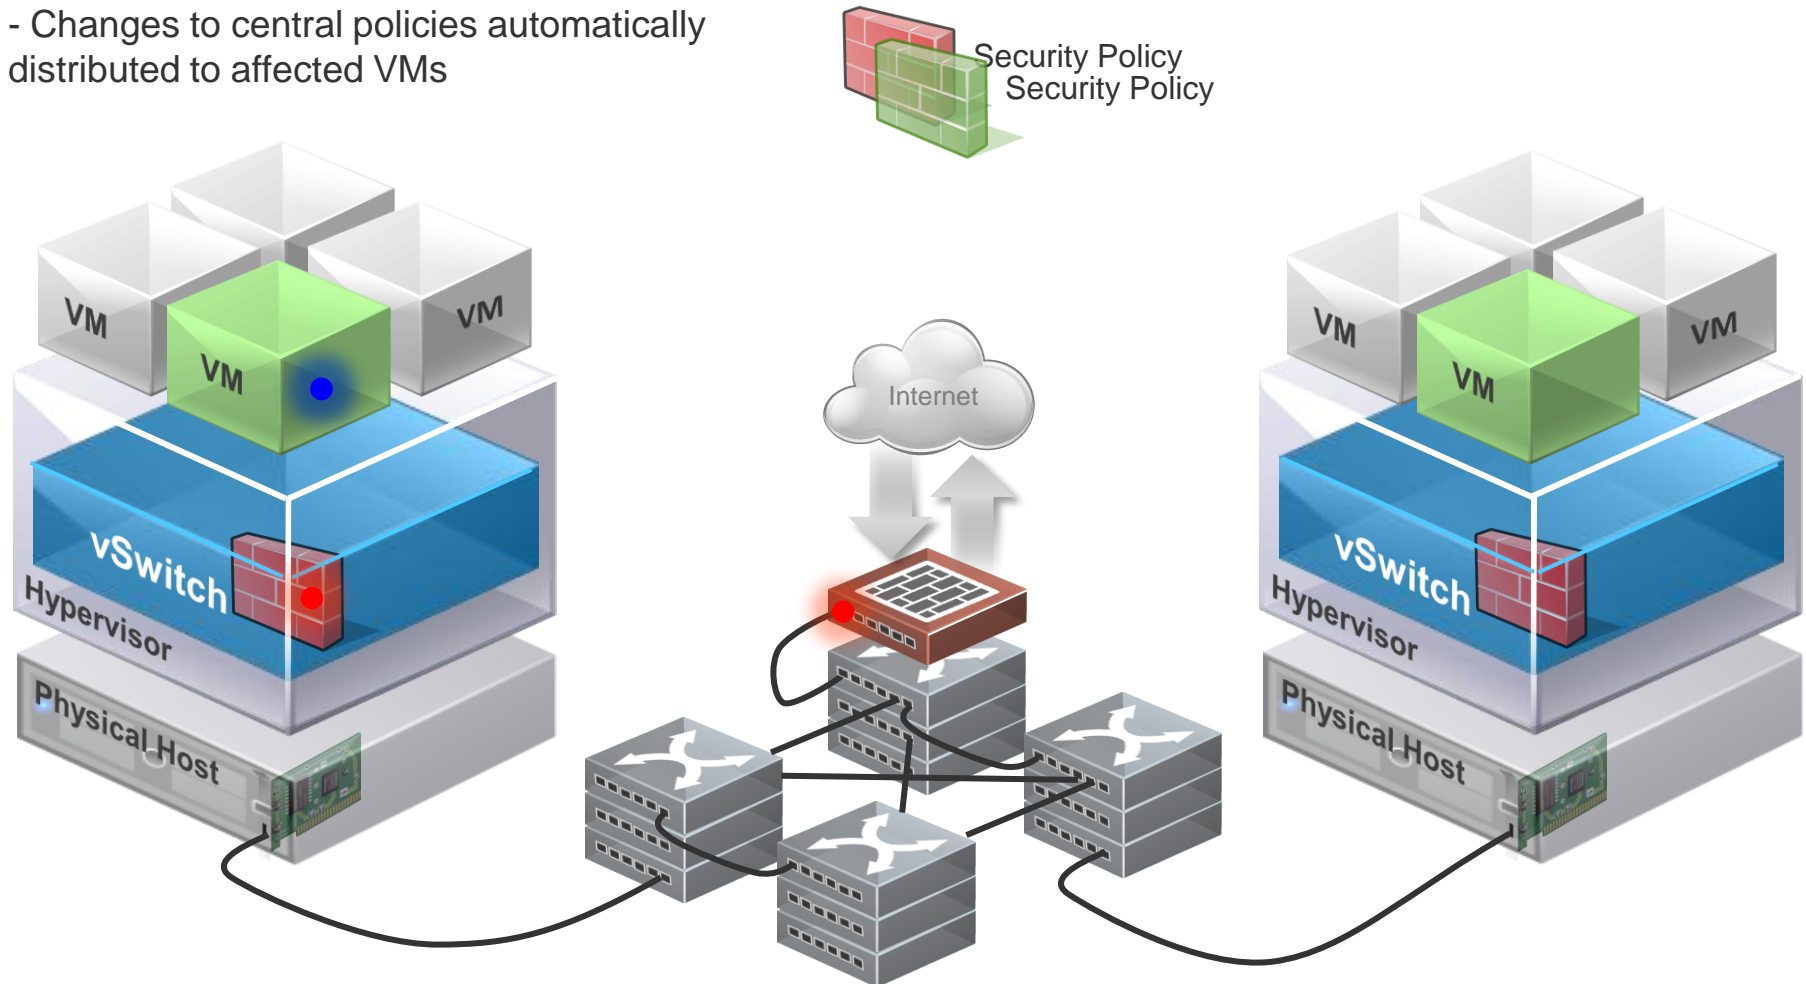 - Changes to central policies automatically
distributed to affected VMs
Security Policy
Security Policy
VM
VM
VM
vSwitch
Hypervisor
Physical Host
Internet
VM
VM
VM
vSwitch
Hypervisor
Physical Host